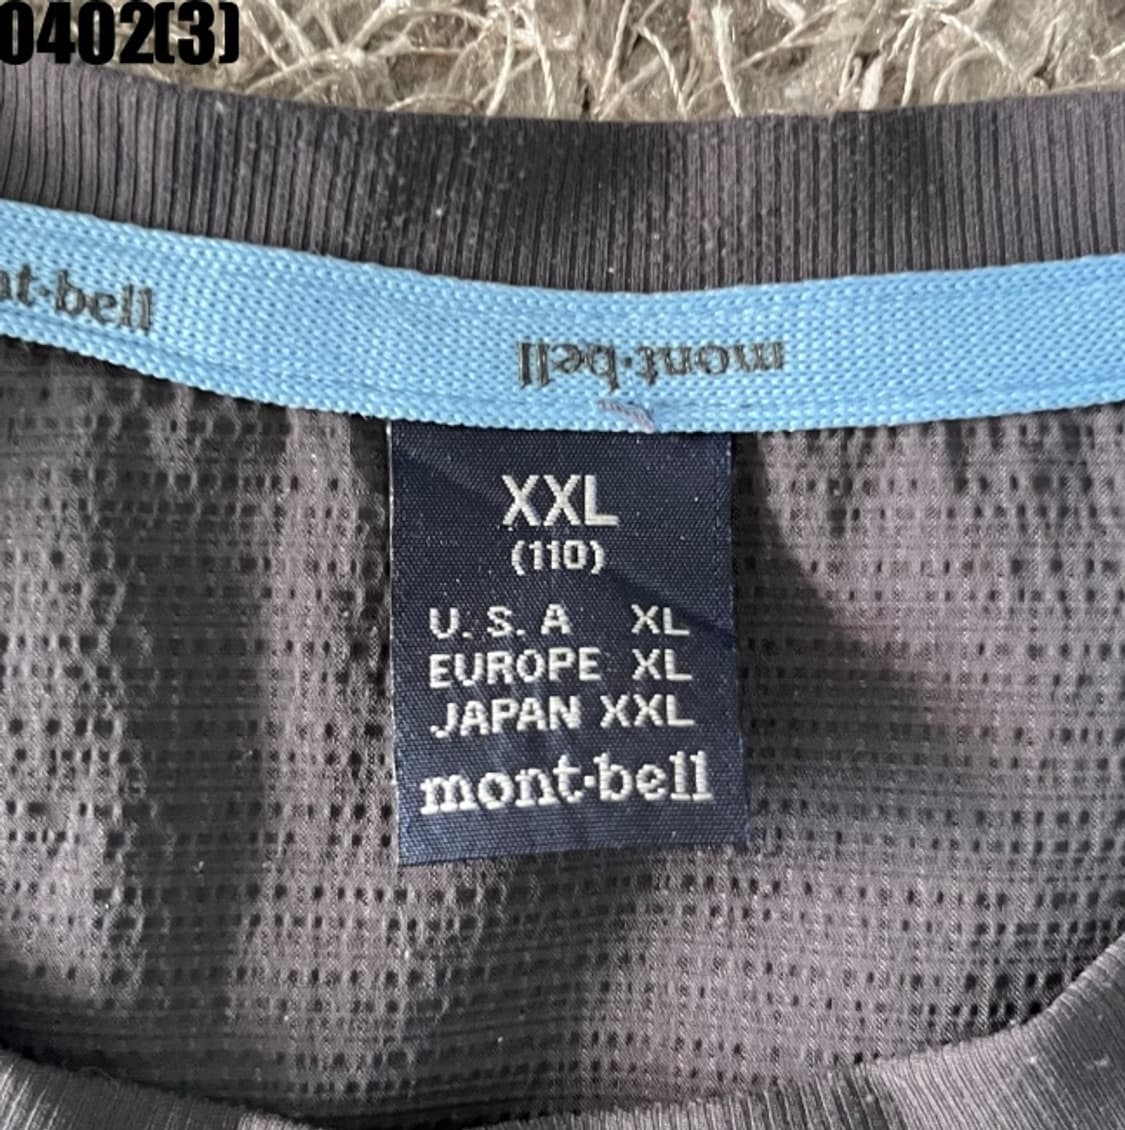 0402(3)
nt·bell
mont·bell
XXL
(110)
U.S.A XL
EUROPE XL
JAPAN XXL
mont·bell